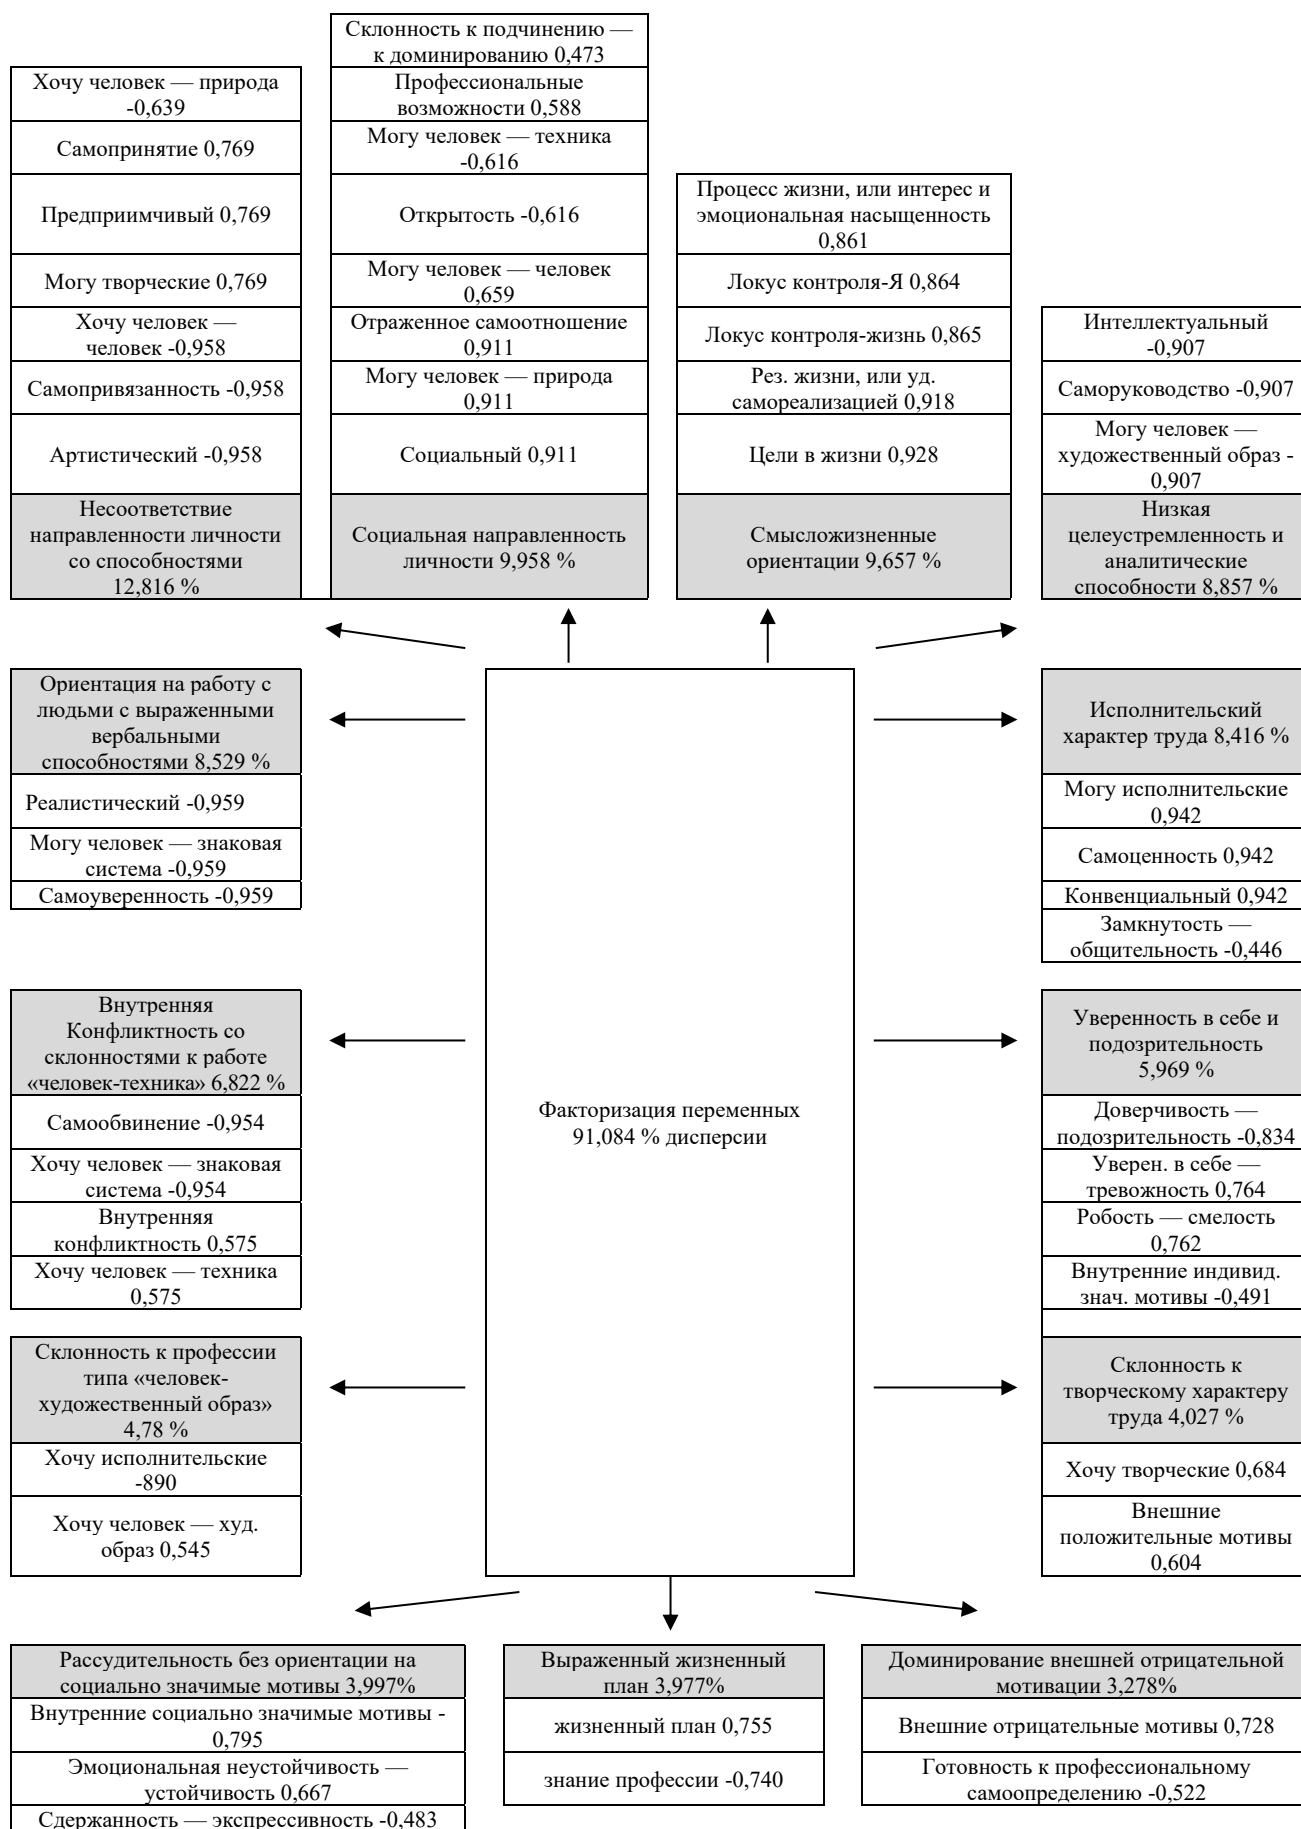 Склонность к подчинению —
к доминированию 0,473
Хочу человек — природа
-0,639
Профессиональные
возможности 0,588
Самопринятие 0,769
Могу человек — техника
-0,616
Предприимчивый 0,769
Открытость -0,616
Процесс жизни, или интерес и
эмоциональная насыщенность
0,861
Могу творческие 0,769
Могу человек — человек
0,659
Локус контроля-Я 0,864
Хочу человек —
человек -0,958
Отраженное самоотношение
0,911
Локус контроля-жизнь 0,865
Интеллектуальный
-0,907
Самопривязанность -0,958
Могу человек — природа
0,911
Рез. жизни, или уд.
самореализацией 0,918
Саморуководство -0,907
Артистический -0,958
Социальный 0,911
Цели в жизни 0,928
Могу человек —
художественный образ -
0,907
Несоответствие
направленности личности
со способностями
12,816 %
Социальная направленность
личности 9,958 %
Смысложизненные
ориентации 9,657 %
Низкая
целеустремленность и
аналитические
способности 8,857 %
Ориентация на работу с
людьми с выраженными
вербальными
способностями 8,529 %
Реалистический -0,959
Могу человек — знаковая
система -0,959
Самоуверенность -0,959
Исполнительский
характер труда 8,416 %
Могу исполнительские
0,942
Самоценность 0,942
Конвенциальный 0,942
Замкнутость —
общительность -0,446
Внутренняя
Конфликтность со
склонностями к работе
«человек-техника» 6,822 %
Самообвинение -0,954
Хочу человек — знаковая
система -0,954
Внутренняя
конфликтность 0,575
Хочу человек — техника
0,575
Факторизация переменных
91,084 % дисперсии
Уверенность в себе и
подозрительность
5,969 %
Доверчивость —
подозрительность -0,834
Уверен. в себе —
тревожность 0,764
Робость — смелость
0,762
Внутренние индивид.
знач. мотивы -0,491
Склонность к профессии
типа «человек-
художественный образ»
4,78 %
Хочу исполнительские
-890
Хочу человек — худ.
образ 0,545
Склонность к
творческому характеру
труда 4,027 %
Хочу творческие 0,684
Внешние
положительные мотивы
0,604
Рассудительность без ориентации на
социально значимые мотивы 3,997%
Внутренние социально значимые мотивы -
0,795
Эмоциональная неустойчивость —
устойчивость 0,667
Сдержанность — экспрессивность -0,483
Выраженный жизненный
план 3,977%
жизненный план 0,755
знание профессии -0,740
Доминирование внешней отрицательной
мотивации 3,278%
Внешние отрицательные мотивы 0,728
Готовность к профессиональному
самоопределению -0,522